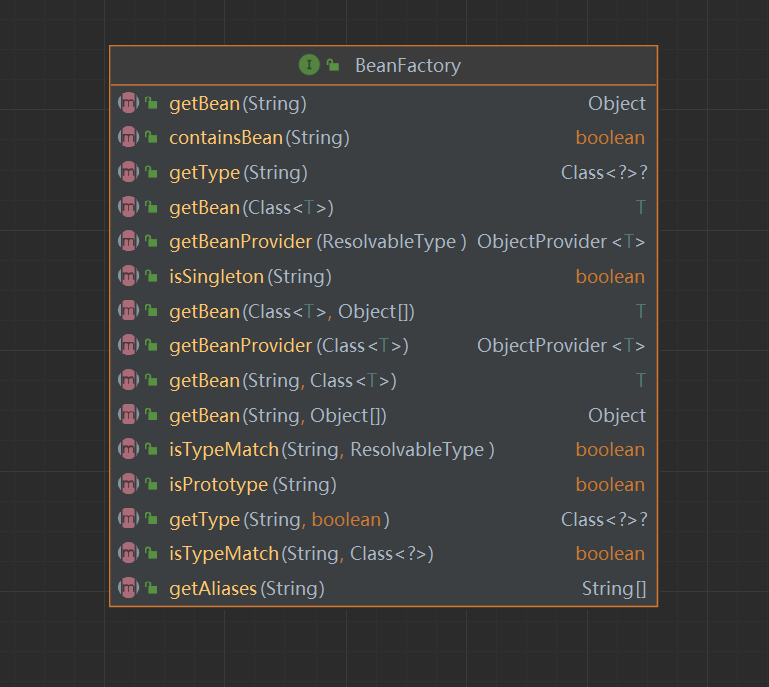 I BeanFactory
m getBean(String) Object
m containsBean(String) boolean
m getType(String) Class<?>?
m getBean(Class<T>) T
m getBeanProvider(ResolvableType) ObjectProvider<T>
m isSingleton(String) boolean
m getBean(Class<T>, Object[]) T
m getBeanProvider(Class<T>) ObjectProvider<T>
m getBean(String, Class<T>) T
m getBean(String, Object[]) Object
m isTypeMatch(String, ResolvableType) boolean
m isPrototype(String) boolean
m getType(String, boolean) Class<?>?
m isTypeMatch(String, Class<?>) boolean
m getAliases(String) String[]